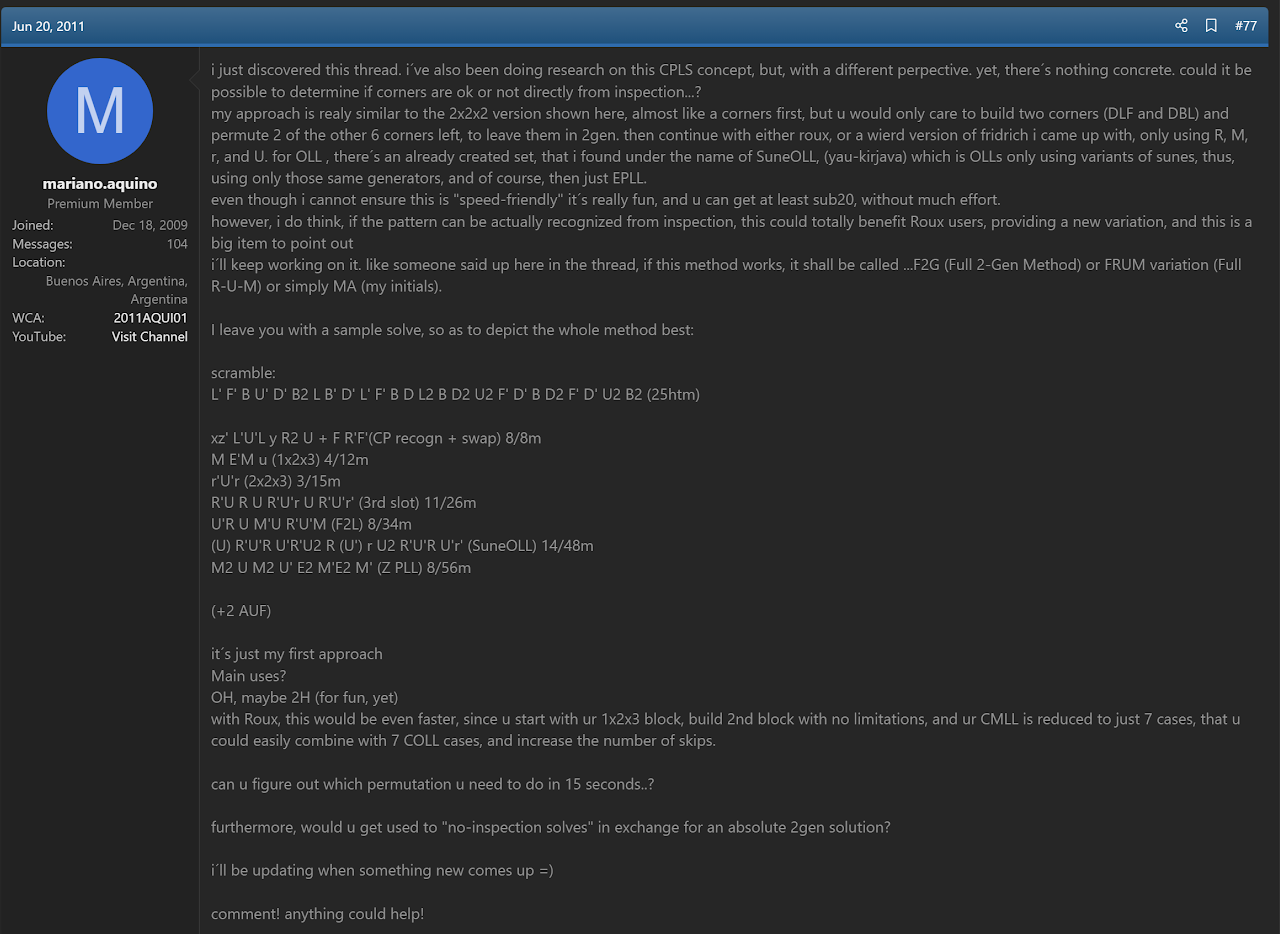 Jun 20, 2011
#77
M
mariano.aquino
Premium Member
Joined: Dec 18, 2009
Messages: 104
Location:
Buenos Aires, Argentina,
Argentina
WCA: 2011AQUI01
YouTube: Visit Channel
i just discovered this thread. i´ve also been doing research on this CPLS concept, but, with a different perpective. yet, there´s nothing concrete. could it be
possible to determine if corners are ok or not directly from inspection...?
my approach is realy similar to the 2x2x2 version shown here, almost like a corners first, but u would only care to build two corners (DLF and DBL) and
permute 2 of the other 6 corners left, to leave them in 2gen. then continue with either roux, or a wierd version of fridrich i came up with, only using R, M,
r, and U. for OLL , there´s an already created set, that i found under the name of SuneOLL, (yau-kirjava) which is OLLs only using variants of sunes, thus,
using only those same generators, and of course, then just EPLL.
even though i cannot ensure this is "speed-friendly" it´s really fun, and u can get at least sub20, without much effort.
however, i do think, if the pattern can be actually recognized from inspection, this could totally benefit Roux users, providing a new variation, and this is a
big item to point out
i´ll keep working on it. like someone said up here in the thread, if this method works, it shall be called ...F2G (Full 2-Gen Method) or FRUM variation (Full
R-U-M) or simply MA (my initials).
I leave you with a sample solve, so as to depict the whole method best:
scramble:
L' F' B U' D' B2 L B' D' L' F' B D L2 B D2 U2 F' D' B D2 F' D' U2 B2 (25htm)
xz' L'U'L y R2 U + F R'F'(CP recogn + swap) 8/8m
M E'M u (1x2x3) 4/12m
r'U'r (2x2x3) 3/15m
R'U R U R'U'r U R'U'r' (3rd slot) 11/26m
U'R U M'U R'U'M (F2L) 8/34m
(U) R'U'R U'R'U2 R (U') r U2 R'U'R U'r' (SuneOLL) 14/48m
M2 U M2 U' E2 M'E2 M' (Z PLL) 8/56m
(+2 AUF)
it´s just my first approach
Main uses?
OH, maybe 2H (for fun, yet)
with Roux, this would be even faster, since u start with ur 1x2x3 block, build 2nd block with no limitations, and ur CMLL is reduced to just 7 cases, that u
could easily combine with 7 COLL cases, and increase the number of skips.
can u figure out which permutation u need to do in 15 seconds..?
furthermore, would u get used to "no-inspection solves" in exchange for an absolute 2gen solution?
i´ll be updating when something new comes up =)
comment! anything could help!